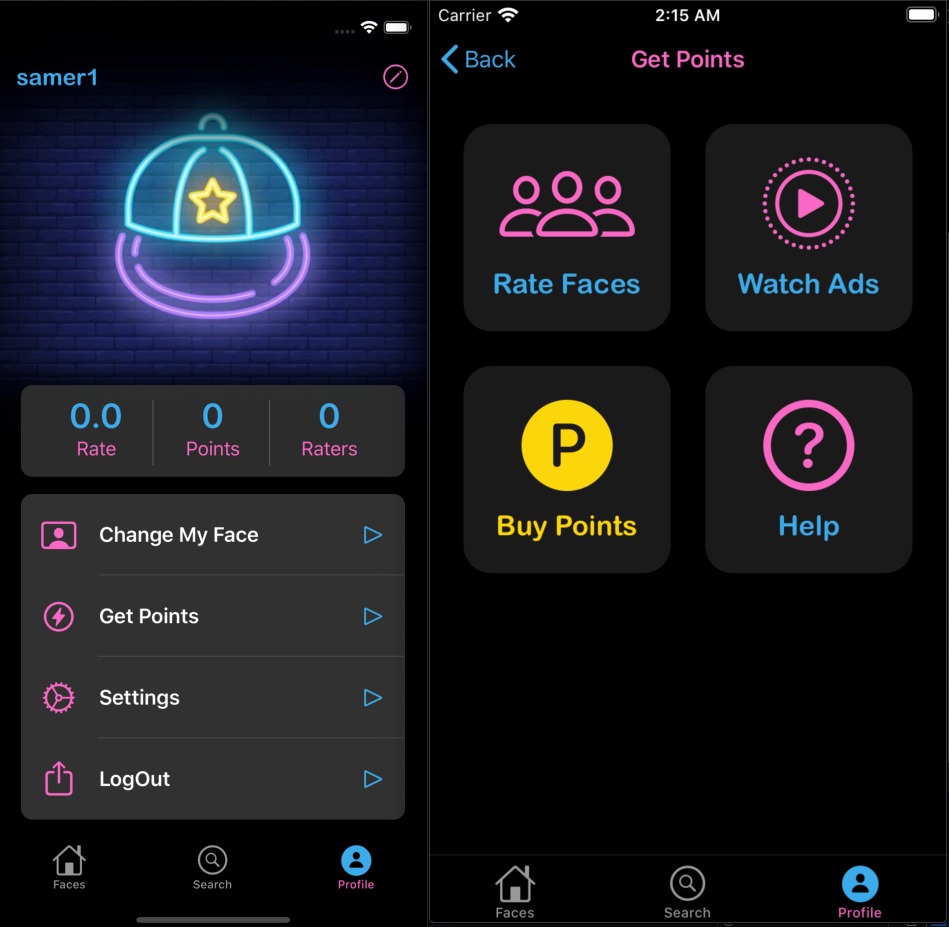 samer1
0.0 0 0
Rate Points Raters
Change My Face
Get Points
Settings
LogOut
Faces Search Profile
Carrier 2:15 AM
Back Get Points
Rate Faces Watch Ads
P ?
Buy Points Help
Faces Search Profile